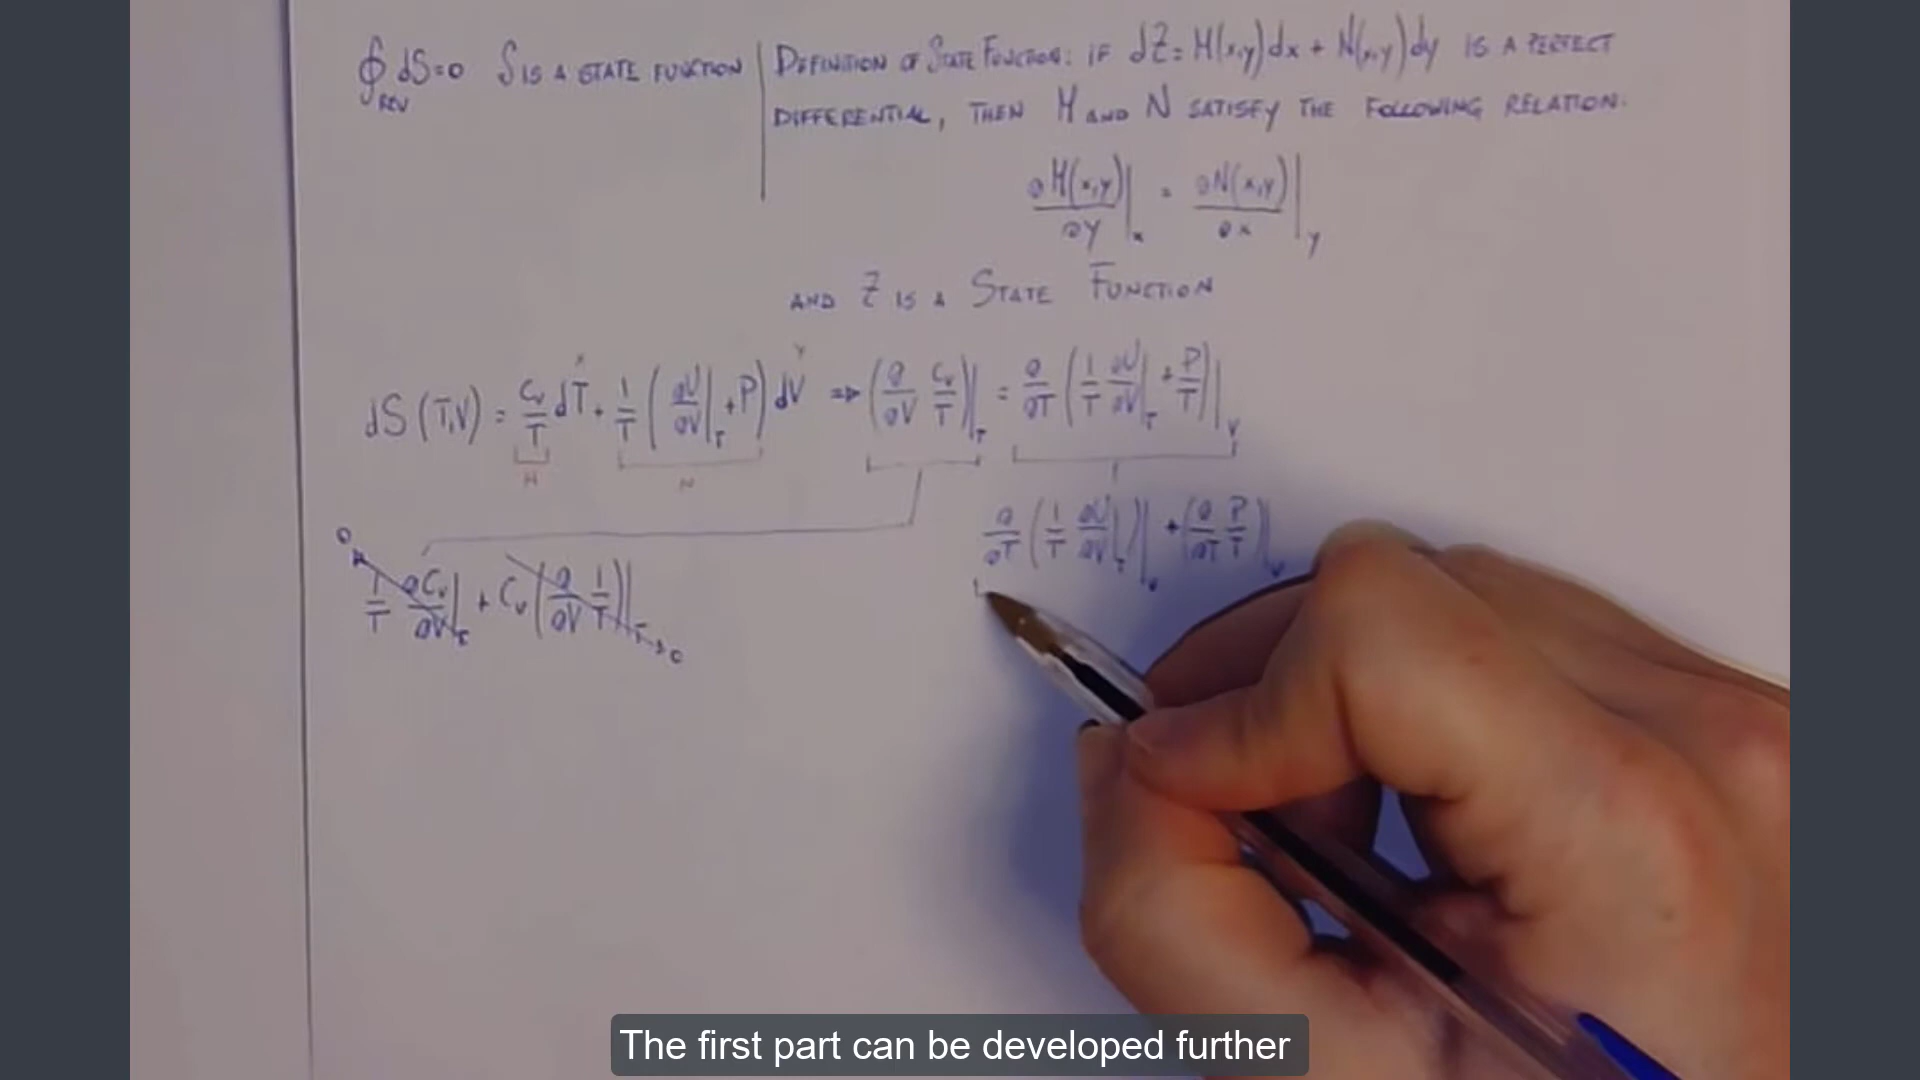 ∮ dS=0 S IS A STATE FUNCTION | DEFINITION OF STATE FUNCTION: IF dZ= M(x,y)dx + N(x,y)dy IS A PERFECT
REV
DIFFERENTIAL, THEN M AND N SATISFY THE FOLLOWING RELATION.
∂M(x,y)/∂y|x = ∂N(x,y)/∂x|y
AND Z IS A STATE FUNCTION
x y
dS(T,V) = Cv/T dT + 1/T (∂U/∂V|T + P) dV ⇒ (∂/∂V Cv/T)|T = ∂/∂T (1/T ∂U/∂V|T + P/T)|V
M N
∂/∂T (1/T ∂U/∂V|T)|V + (∂/∂T P/T)|V
0
1/T ∂Cv/∂V|T + Cv (∂/∂V 1/T)|T → 0
The first part can be developed further